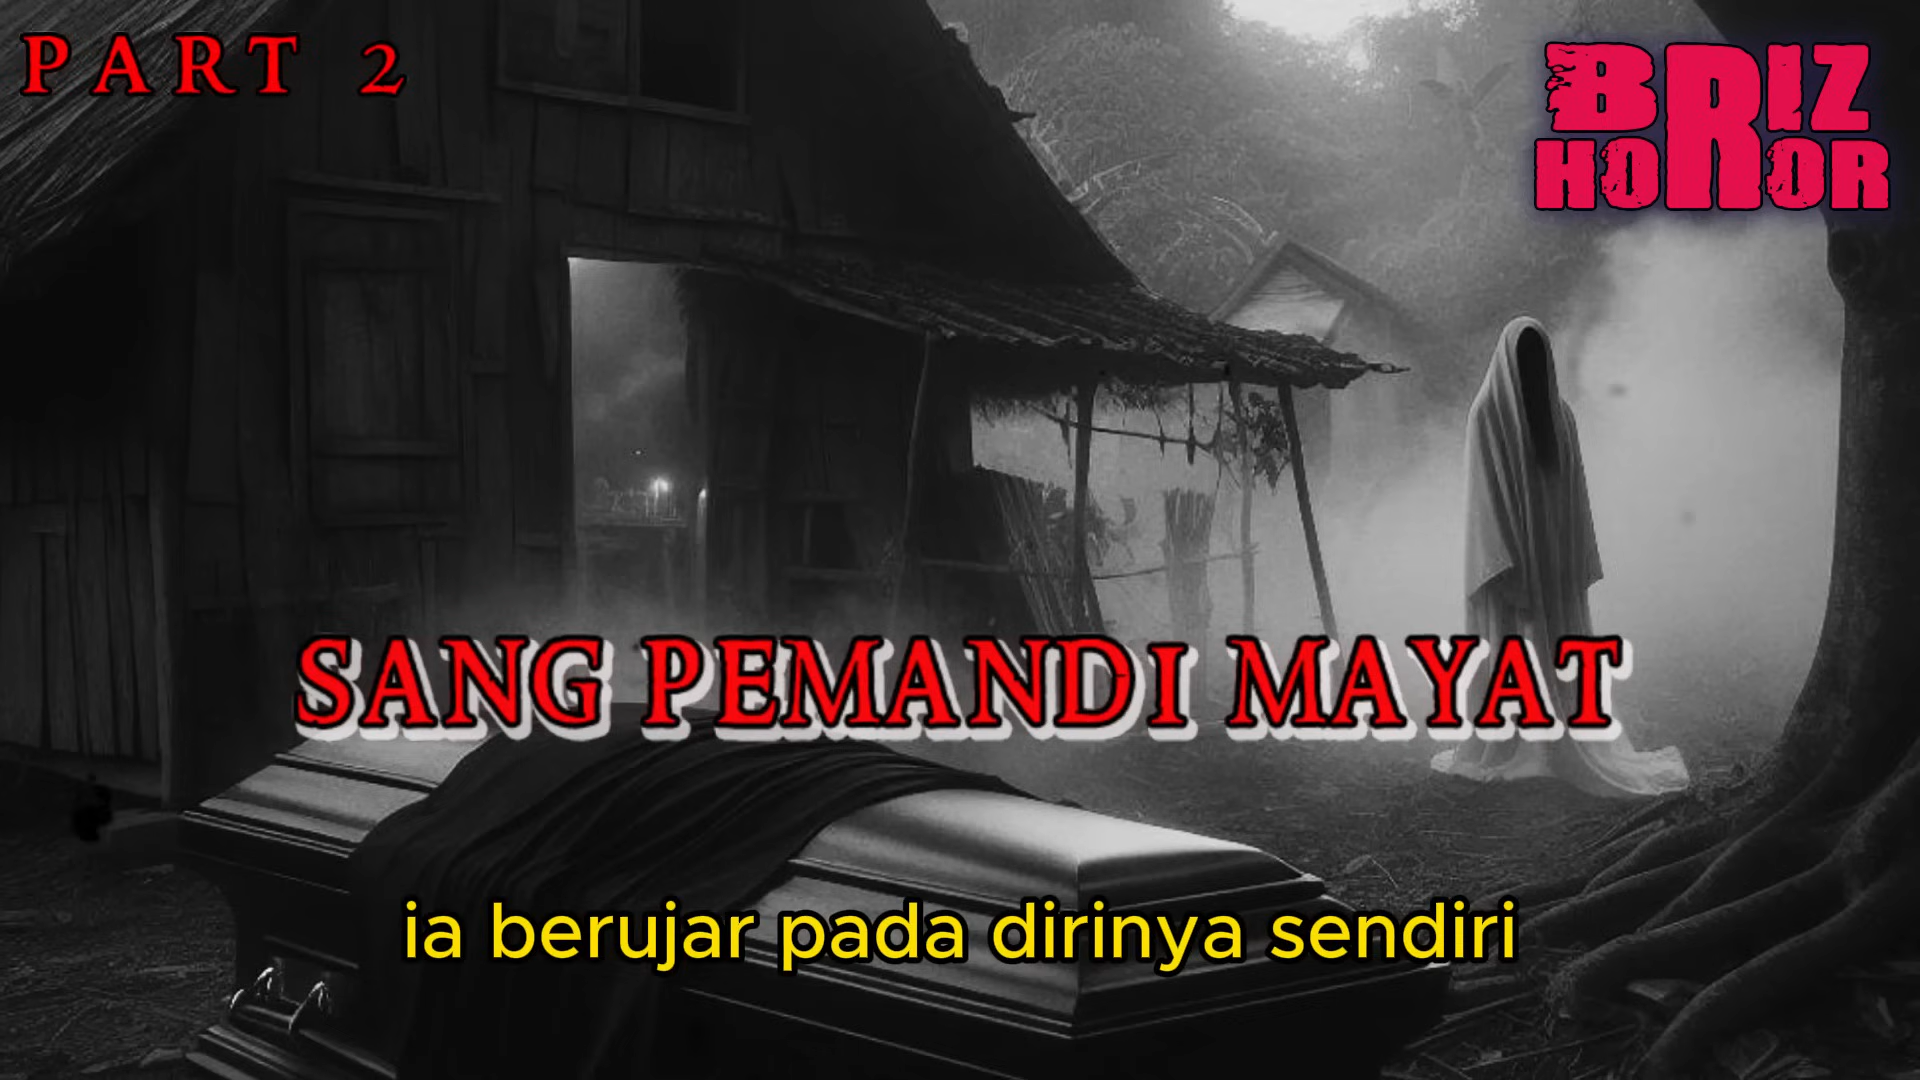 PART 2
BRIZ
HORROR
SANG PEMANDI MAYAT
ia berujar pada dirinya sendiri